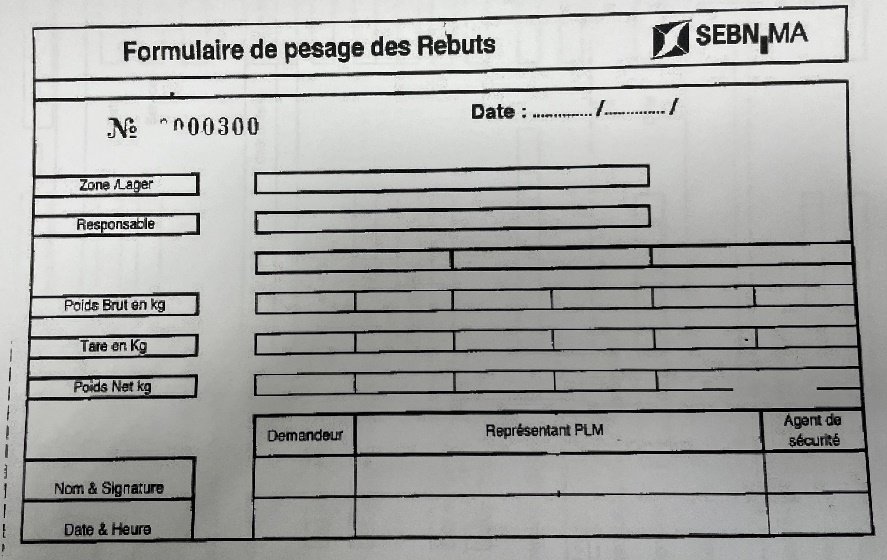 Formulaire de pesage des Rebuts
SEBN MA
Date : ............ / ............ /
№ 0000300
Zone /Lager
Responsable
Poids Brut en kg
Tare en Kg
Poids Net kg
Demandeur Représentant PLM Agent de
sécurité
Nom & Signature
Date & Heure